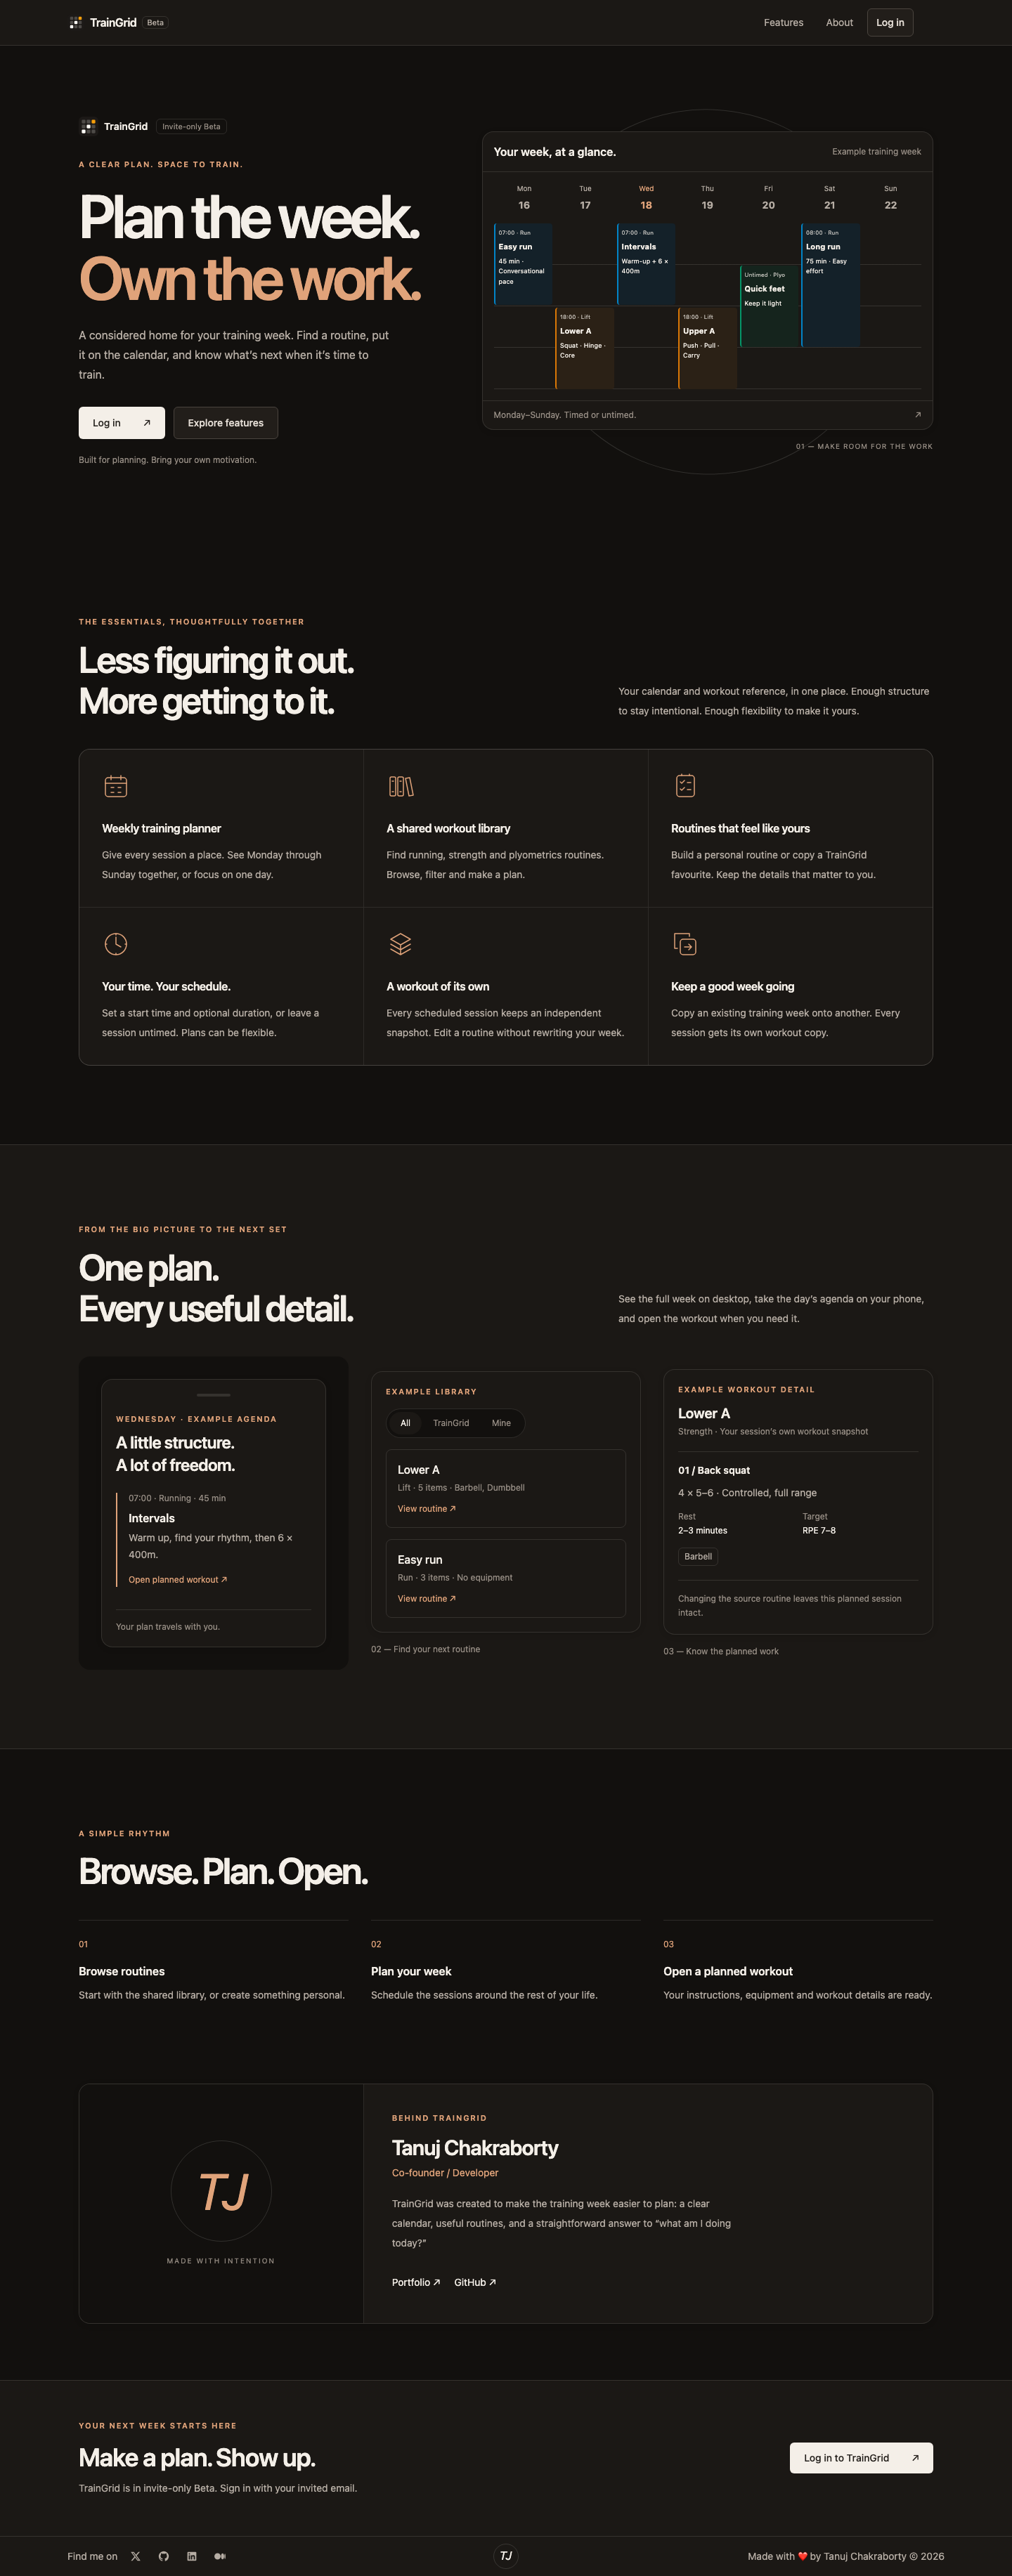 TrainGrid Beta
Features About Log in
TrainGrid Invite-only Beta
A CLEAR PLAN. SPACE TO TRAIN.
Plan the week.
Own the work.
A considered home for your training week. Find a routine, put
it on the calendar, and know what's next when it's time to
train.
Log in ↗ Explore features
Built for planning. Bring your own motivation.
Your week, at a glance. Example training week
Mon Tue Wed Thu Fri Sat Sun
16 17 18 19 20 21 22
07:00 · Run
Easy run
45 min ·
Conversational
pace
18:00 · Lift
Lower A
Squat · Hinge ·
Core
07:00 · Run
Intervals
Warm-up + 6 ×
400m
18:00 · Lift
Upper A
Push · Pull ·
Carry
Untimed · Plyo
Quick feet
Keep it light
08:00 · Run
Long run
75 min · Easy
effort
Monday–Sunday. Timed or untimed. ↗
01 — MAKE ROOM FOR THE WORK
THE ESSENTIALS, THOUGHTFULLY TOGETHER
Less figuring it out.
More getting to it.
Your calendar and workout reference, in one place. Enough structure
to stay intentional. Enough flexibility to make it yours.
Weekly training planner
Give every session a place. See Monday through
Sunday together, or focus on one day.
A shared workout library
Find running, strength and plyometrics routines.
Browse, filter and make a plan.
Routines that feel like yours
Build a personal routine or copy a TrainGrid
favourite. Keep the details that matter to you.
Your time. Your schedule.
Set a start time and optional duration, or leave a
session untimed. Plans can be flexible.
A workout of its own
Every scheduled session keeps an independent
snapshot. Edit a routine without rewriting your week.
Keep a good week going
Copy an existing training week onto another. Every
session gets its own workout copy.
FROM THE BIG PICTURE TO THE NEXT SET
One plan.
Every useful detail.
See the full week on desktop, take the day's agenda on your phone,
and open the workout when you need it.
WEDNESDAY · EXAMPLE AGENDA
A little structure.
A lot of freedom.
07:00 · Running · 45 min
Intervals
Warm up, find your rhythm, then 6 ×
400m.
Open planned workout ↗
Your plan travels with you.
EXAMPLE LIBRARY
All TrainGrid Mine
Lower A
Lift · 5 items · Barbell, Dumbbell
View routine ↗
Easy run
Run · 3 items · No equipment
View routine ↗
02 — Find your next routine
EXAMPLE WORKOUT DETAIL
Lower A
Strength · Your session's own workout snapshot
01 / Back squat
4 × 5–6 · Controlled, full range
Rest Target
2–3 minutes RPE 7–8
Barbell
Changing the source routine leaves this planned session
intact.
03 — Know the planned work
A SIMPLE RHYTHM
Browse. Plan. Open.
01
Browse routines
Start with the shared library, or create something personal.
02
Plan your week
Schedule the sessions around the rest of your life.
03
Open a planned workout
Your instructions, equipment and workout details are ready.
TJ
MADE WITH INTENTION
BEHIND TRAINGRID
Tanuj Chakraborty
Co-founder / Developer
TrainGrid was created to make the training week easier to plan: a clear
calendar, useful routines, and a straightforward answer to "what am I doing
today?"
Portfolio ↗ GitHub ↗
YOUR NEXT WEEK STARTS HERE
Make a plan. Show up.
TrainGrid is in invite-only Beta. Sign in with your invited email.
Log in to TrainGrid ↗
Find me on
TJ
Made with ❤️ by Tanuj Chakraborty © 2026